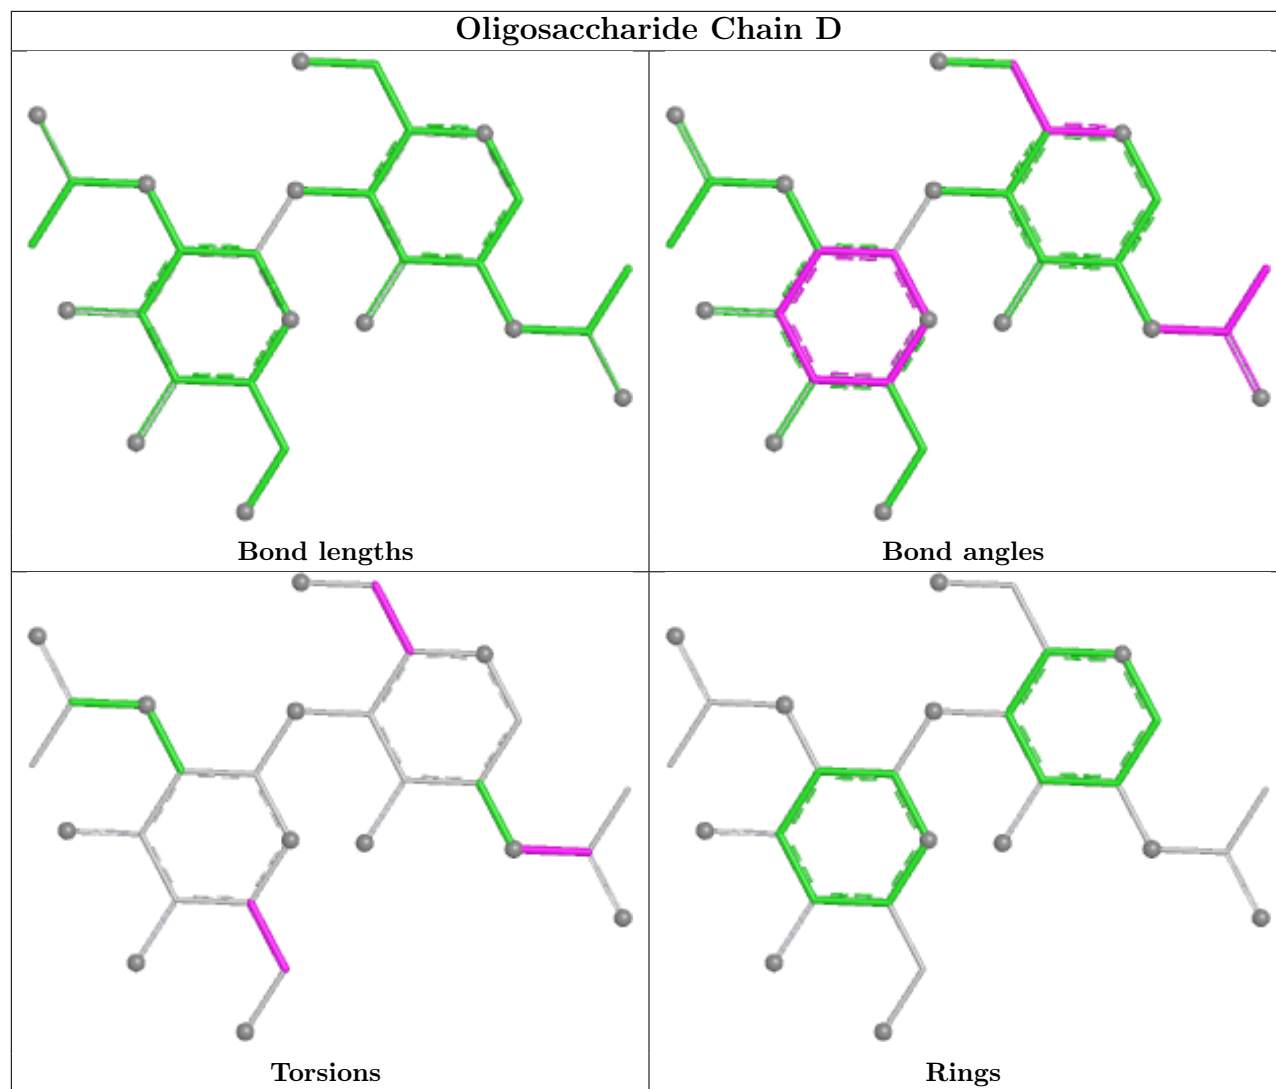 Oligosaccharide Chain D
Bond lengths
Bond angles
Torsions
Rings